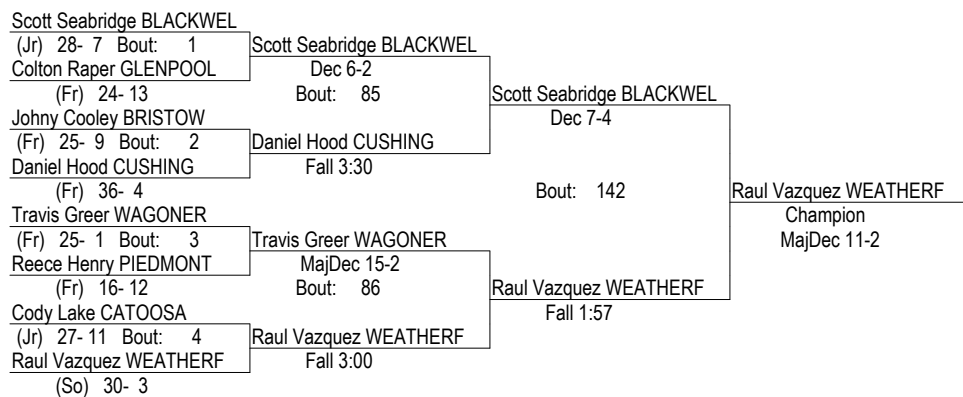 Scott Seabridge BLACKWEL
(Jr) 28- 7 Bout: 1
Colton Raper GLENPOOL
(Fr) 24- 13
Johny Cooley BRISTOW
(Fr) 25- 9 Bout: 2
Daniel Hood CUSHING
(Fr) 36- 4
Travis Greer WAGONER
(Fr) 25- 1 Bout: 3
Reece Henry PIEDMONT
(Fr) 16- 12
Cody Lake CATOOSA
(Jr) 27- 11 Bout: 4
Raul Vazquez WEATHERF
(So) 30- 3
Scott Seabridge BLACKWEL
Dec 6-2
Bout: 85
Daniel Hood CUSHING
Fall 3:30
Travis Greer WAGONER
MajDec 15-2
Bout: 86
Raul Vazquez WEATHERF
Fall 3:00
Scott Seabridge BLACKWEL
Dec 7-4
Bout: 142
Raul Vazquez WEATHERF
Fall 1:57
Raul Vazquez WEATHERF
Champion
MajDec 11-2